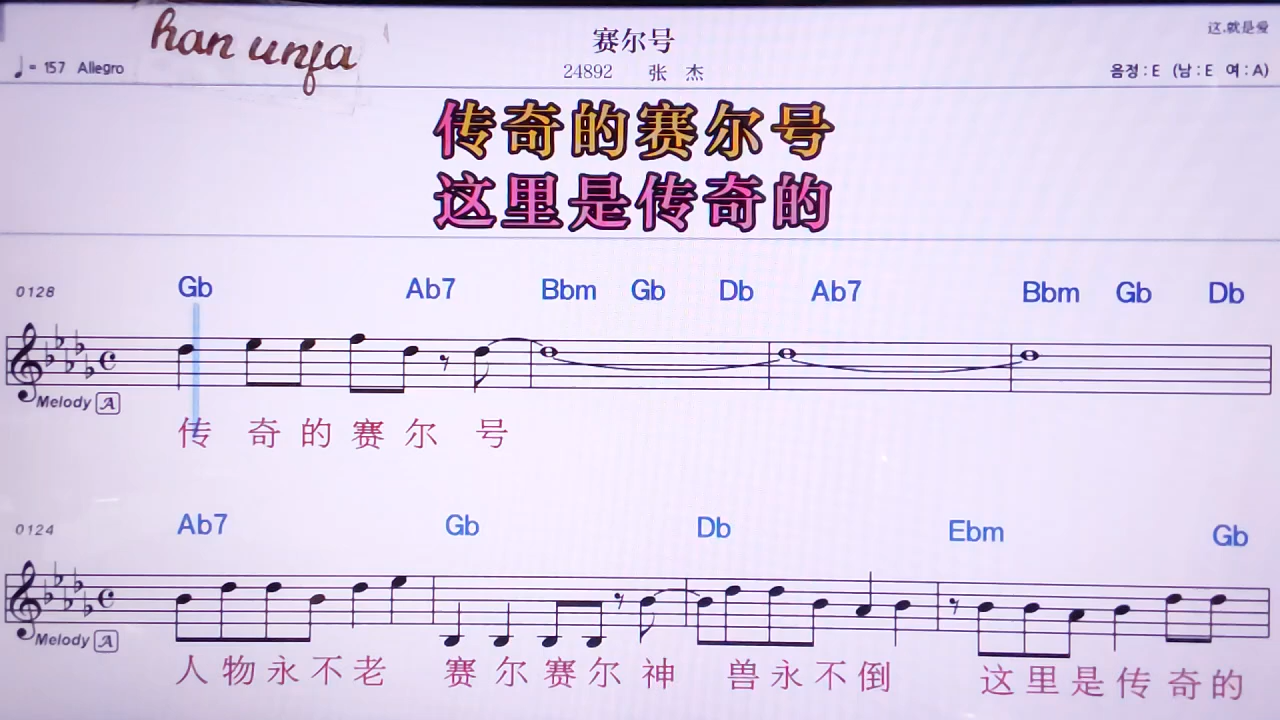 han unfa
赛尔号
这.就是爱
♩= 157 Allegro
24892 张 杰
음정 : E (남 : E 여 : A)
传奇的赛尔号
这里是传奇的
Gb Ab7 Bbm Gb Db Ab7 Bbm Gb Db
0128
Melody A
传 奇 的 赛 尔 号
Ab7 Gb Db Ebm Gb
0124
Melody A
人 物 永 不 老 赛 尔 赛 尔 神 兽 永 不 倒 这 里 是 传 奇 的